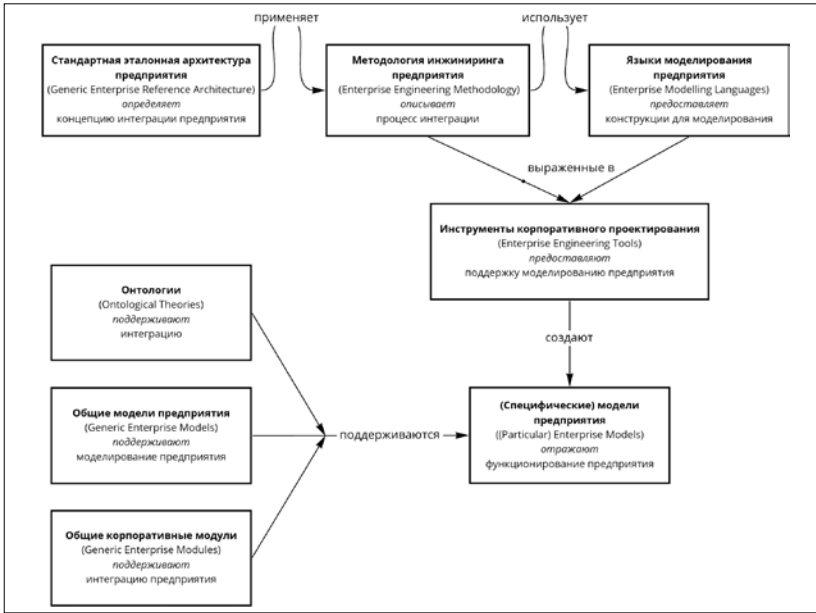 применяет
использует
Стандартная эталонная архитектура
предприятия
(Generic Enterprise Reference Architecture)
определяет
концепцию интеграции предприятия
Методология инжиниринга
предприятия
(Enterprise Engineering Methodology)
описывает
процесс интеграции
Языки моделирования
предприятия
(Enterprise Modelling Languages)
предоставляет
конструкции для моделирования
выраженные в
Инструменты корпоративного проектирования
(Enterprise Engineering Tools)
предоставляют
поддержку моделированию предприятия
Онтологии
(Ontological Theories)
поддерживают
интеграцию
создают
Общие модели предприятия
(Generic Enterprise Models)
поддерживают
моделирование предприятия
поддерживаются
(Специфические) модели
предприятия
((Particular) Enterprise Models)
отражают
функционирование предприятия
Общие корпоративные модули
(Generic Enterprise Modules)
поддерживают
интеграцию предприятия